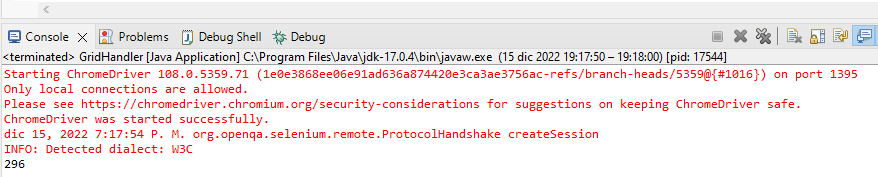 Console Problems Debug Shell Debug
<terminated> GridHandler [Java Application] C:\Program Files\Java\jdk-17.0.4\bin\javaw.exe (15 dic 2022 19:17:50 – 19:18:00) [pid: 17544]
Starting ChromeDriver 108.0.5359.71 (1e0e3868ee06e91ad636a874420e3ca3ae3756ac-refs/branch-heads/5359@{#1016}) on port 1395
Only local connections are allowed.
Please see https://chromedriver.chromium.org/security-considerations for suggestions on keeping ChromeDriver safe.
ChromeDriver was started successfully.
dic 15, 2022 7:17:54 P. M. org.openqa.selenium.remote.ProtocolHandshake createSession
INFO: Detected dialect: W3C
296